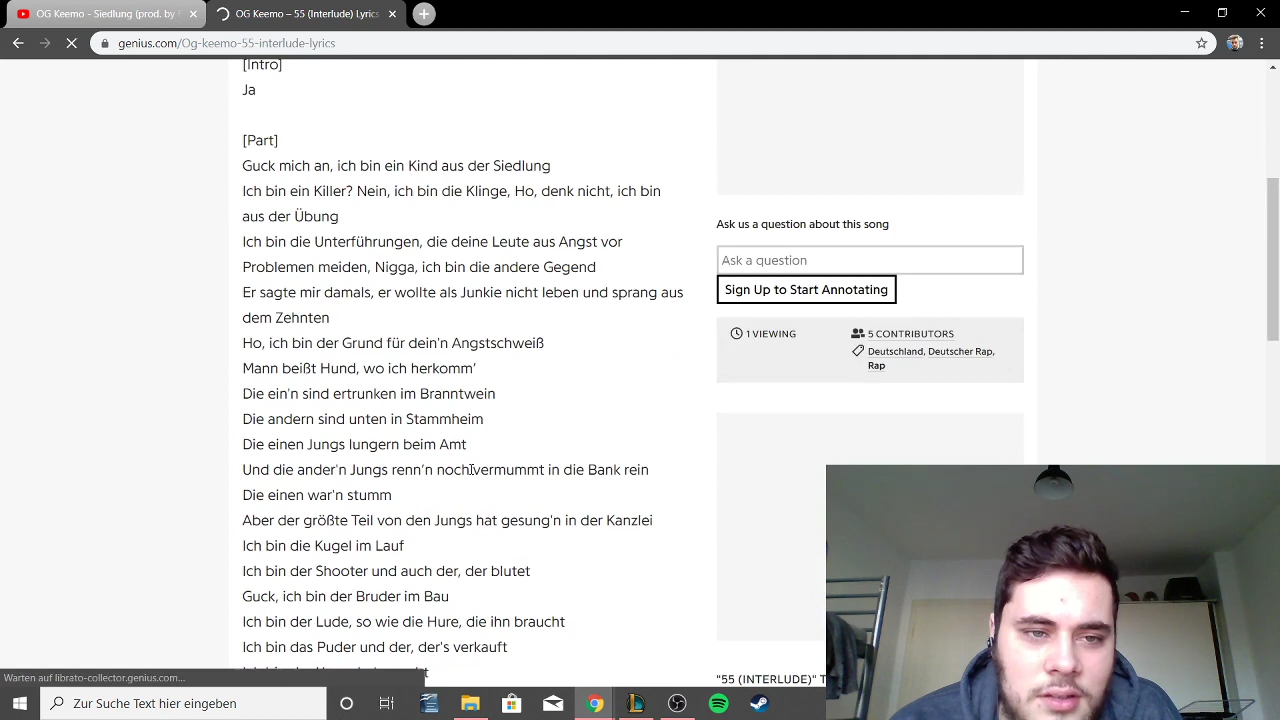 OG Keemo - Siedlung (prod. by
OG Keemo – 55 (Interlude) Lyrics
genius.com/Og-keemo-55-interlude-lyrics
[Intro]
Ja
[Part]
Guck mich an, ich bin ein Kind aus der Siedlung
Ich bin ein Killer? Nein, ich bin die Klinge, Ho, denk nicht, ich bin
aus der Übung
Ich bin die Unterführungen, die deine Leute aus Angst vor
Problemen meiden, Nigga, ich bin die andere Gegend
Er sagte mir damals, er wollte als Junkie nicht leben und sprang aus
dem Zehnten
Ho, ich bin der Grund für dein'n Angstschweiß
Mann beißt Hund, wo ich herkomm’
Die ein'n sind ertrunken im Branntwein
Die andern sind unten in Stammheim
Die einen Jungs lungern beim Amt
Und die ander'n Jungs renn’n noch vermummt in die Bank rein
Die einen war'n stumm
Aber der größte Teil von den Jungs hat gesung'n in der Kanzlei
Ich bin die Kugel im Lauf
Ich bin der Shooter und auch der, der blutet
Guck, ich bin der Bruder im Bau
Ich bin der Lude, so wie die Hure, die ihn braucht
Ich bin das Puder und der, der's verkauft
Ask us a question about this song
Ask a question
Sign Up to Start Annotating
1 VIEWING
5 CONTRIBUTORS
Deutschland, Deutscher Rap,
Rap
"55 (INTERLUDE)" T
Warten auf librato-collector.genius.com...
Zur Suche Text hier eingeben